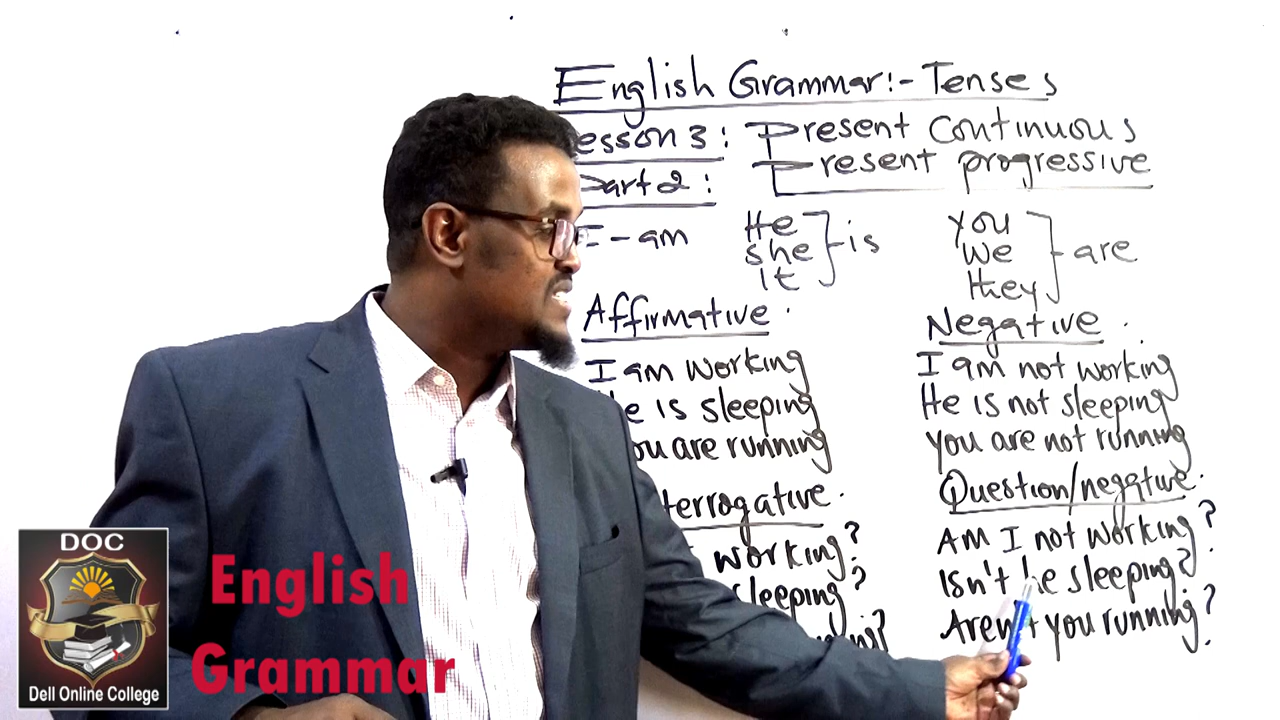 English Grammar:- Tenses
esson 3: Present Continuous
Part 2: Present progressive
I - am
He
she
It
is
you
we
they
are
Affirmative.
I am working
He is sleeping
you are running
terrogative.
working?
sleeping?
Negative.
I am not working
He is not sleeping
you are not running
Question/negative.
Am I not working?
Isn't he sleeping?
Aren't you running?
DOC
Dell Online College
English
Grammar